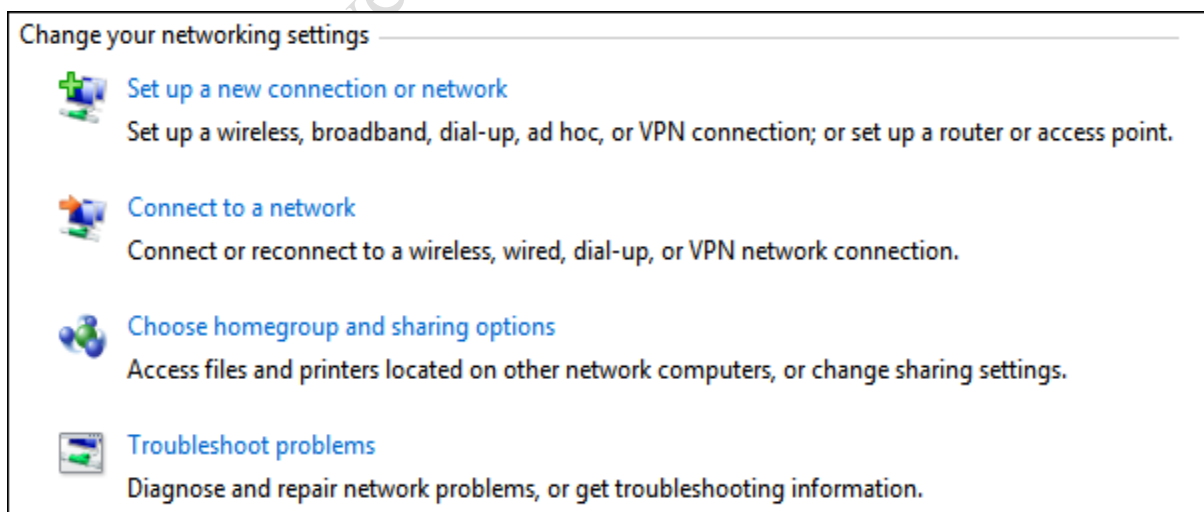 Change your networking settings
Set up a new connection or network
Set up a wireless, broadband, dial-up, ad hoc, or VPN connection; or set up a router or access point.
Connect to a network
Connect or reconnect to a wireless, wired, dial-up, or VPN network connection.
Choose homegroup and sharing options
Access files and printers located on other network computers, or change sharing settings.
Troubleshoot problems
Diagnose and repair network problems, or get troubleshooting information.